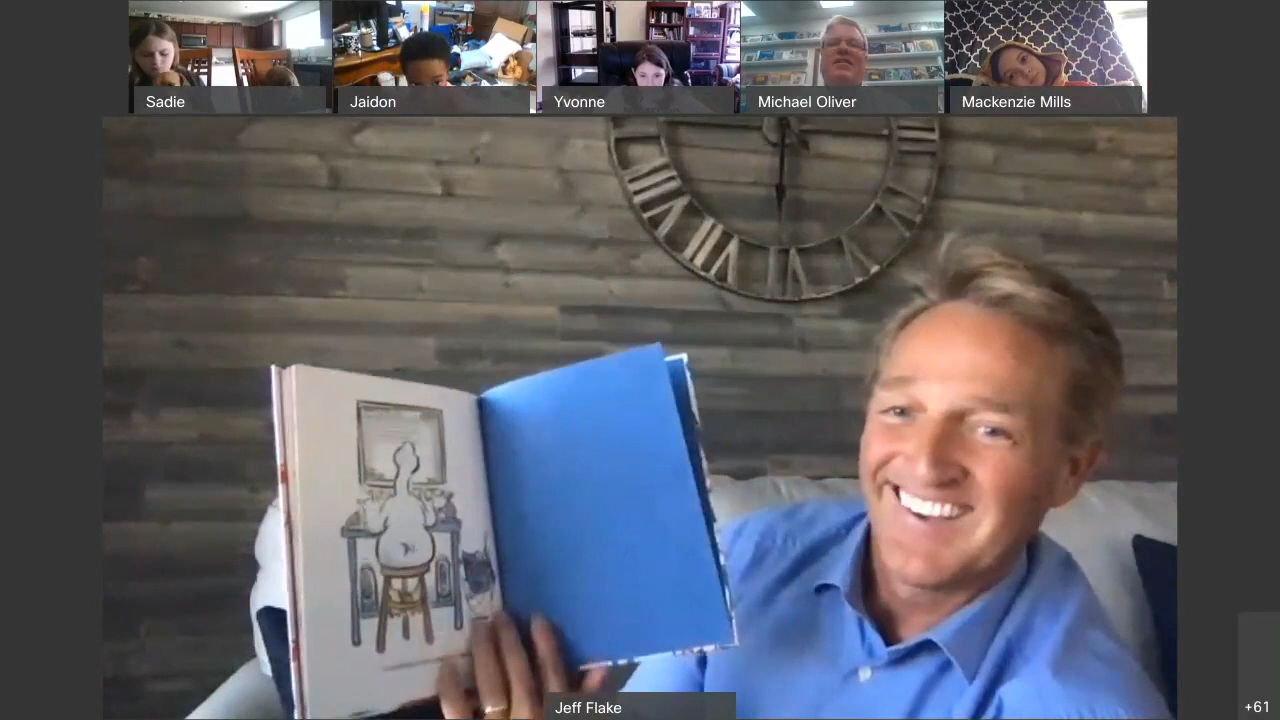 Sadie
Jaidon
Yvonne
Michael Oliver
Mackenzie Mills
Jeff Flake
+61